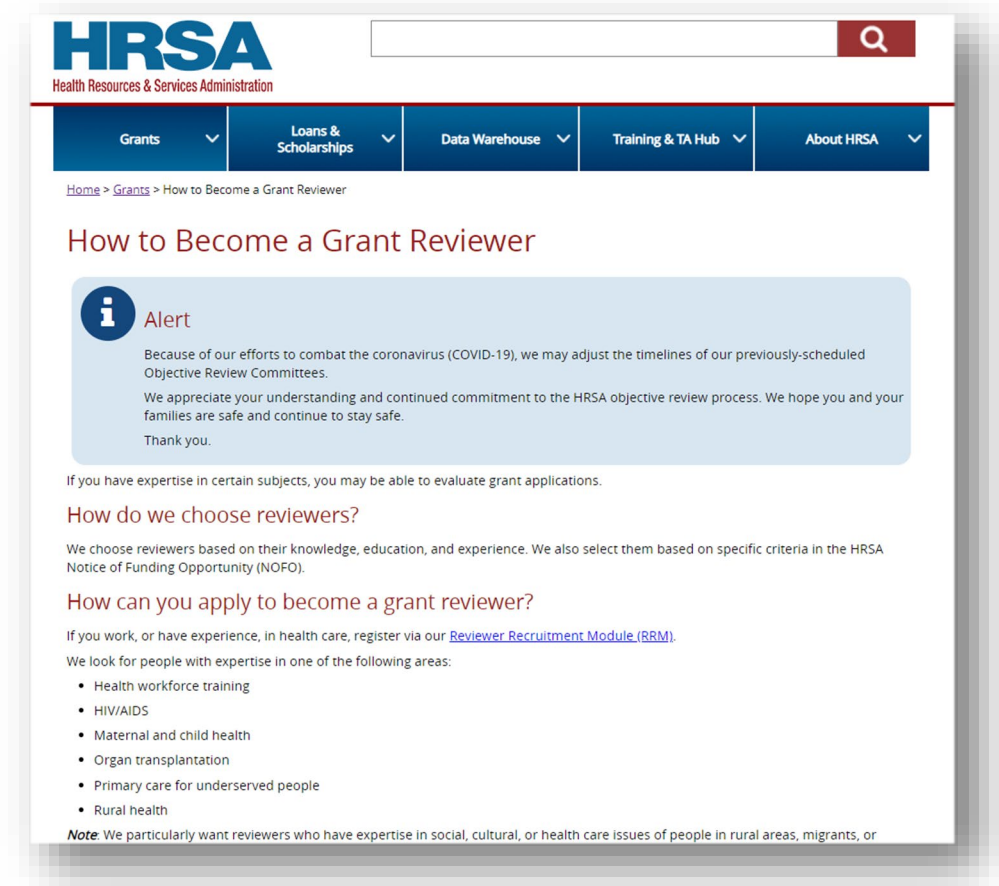 HRSA
Health Resources & Services Administration
Grants
Loans &
Scholarships
Data Warehouse
Training & TA Hub
About HRSA
Home > Grants > How to Become a Grant Reviewer
How to Become a Grant Reviewer
Alert
Because of our efforts to combat the coronavirus (COVID-19), we may adjust the timelines of our previously-scheduled
Objective Review Committees.
We appreciate your understanding and continued commitment to the HRSA objective review process. We hope you and your
families are safe and continue to stay safe.
Thank you.
If you have expertise in certain subjects, you may be able to evaluate grant applications.
How do we choose reviewers?
We choose reviewers based on their knowledge, education, and experience. We also select them based on specific criteria in the HRSA
Notice of Funding Opportunity (NOFO).
How can you apply to become a grant reviewer?
If you work, or have experience, in health care, register via our Reviewer Recruitment Module (RRM).
We look for people with expertise in one of the following areas:
• Health workforce training
• HIV/AIDS
• Maternal and child health
• Organ transplantation
• Primary care for underserved people
• Rural health
Note: We particularly want reviewers who have expertise in social, cultural, or health care issues of people in rural areas, migrants, or